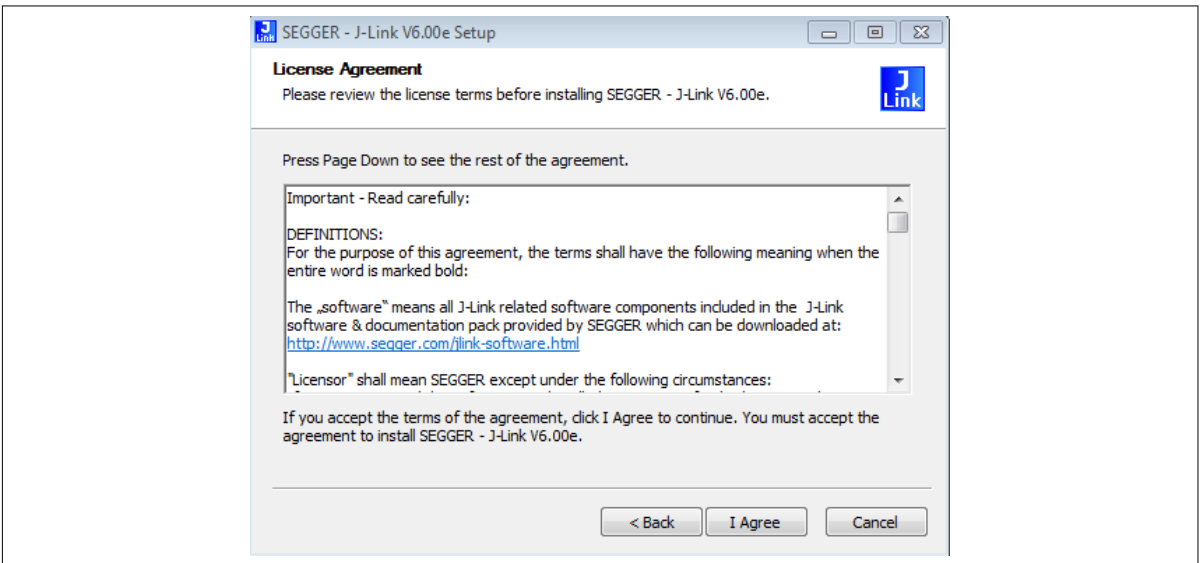 J
Link
SEGGER - J-Link V6.00e Setup
License Agreement
Please review the license terms before installing SEGGER - J-Link V6.00e.
J
Link
Press Page Down to see the rest of the agreement.
Important - Read carefully:
DEFINITIONS:
For the purpose of this agreement, the terms shall have the following meaning when the
entire word is marked bold:
The „software‟ means all J-Link related software components included in the  J-Link
software & documentation pack provided by SEGGER which can be downloaded at:
http://www.segger.com/jlink-software.html
"Licensor" shall mean SEGGER except under the following circumstances:
If you accept the terms of the agreement, click I Agree to continue. You must accept the
agreement to install SEGGER - J-Link V6.00e.
< Back
I Agree
Cancel